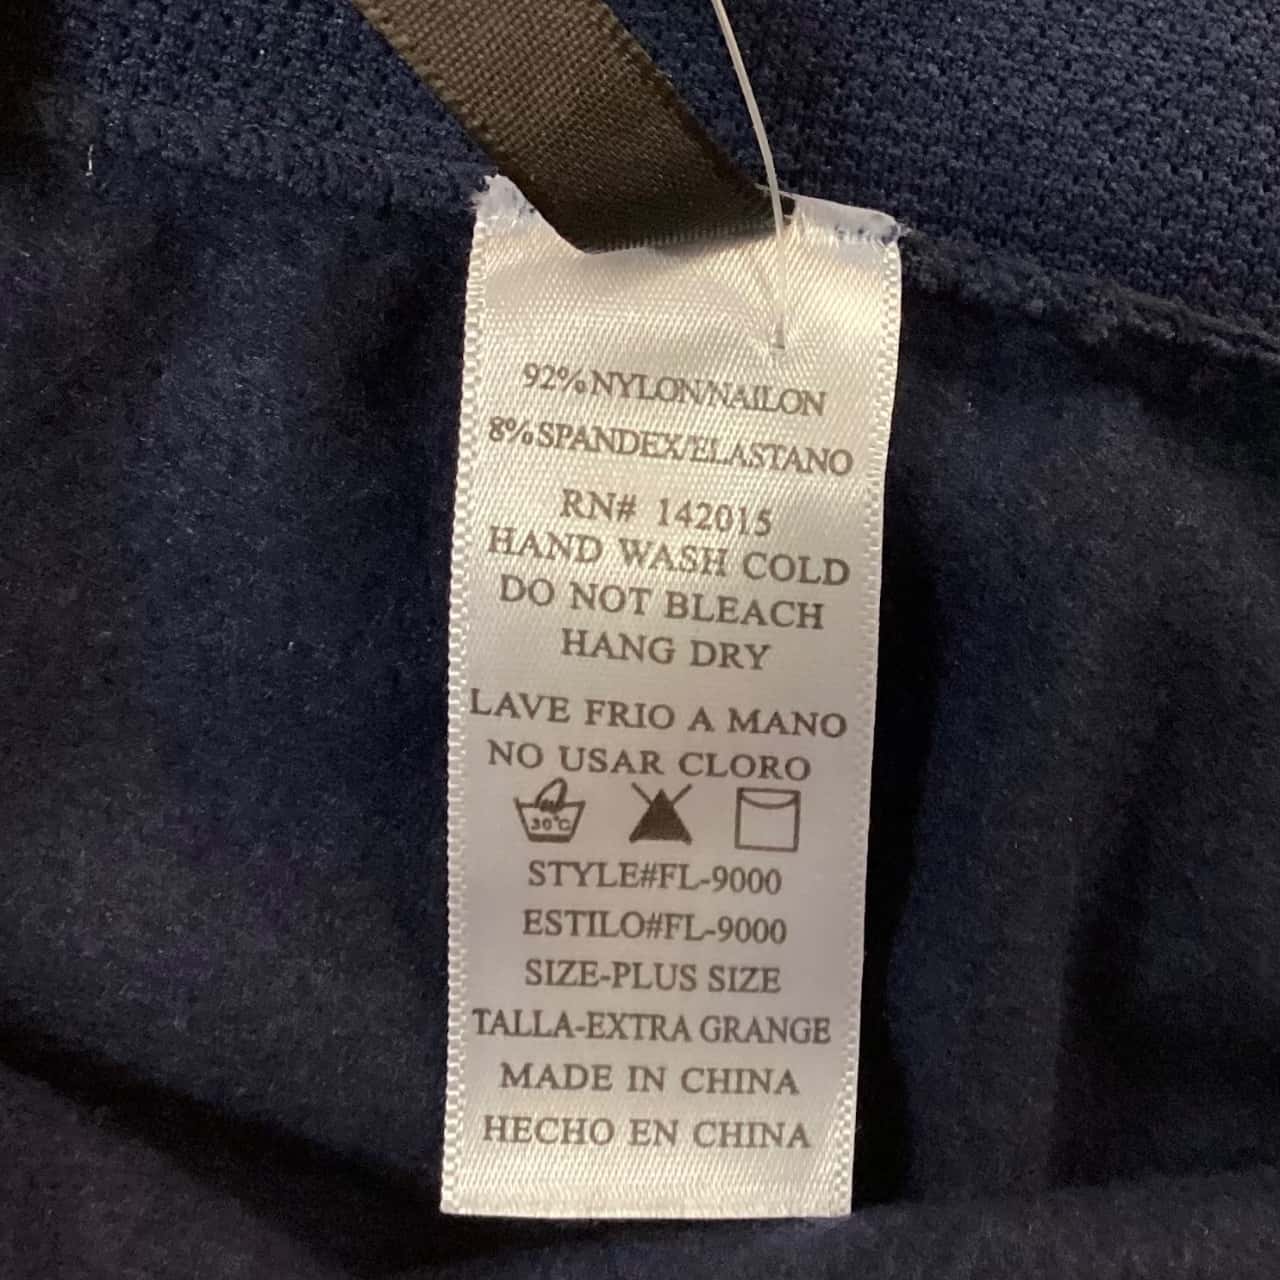 92% NYLON/NAILON
8% SPANDEX/ELASTANO
RN# 142015
HAND WASH COLD
DO NOT BLEACH
HANG DRY
LAVE FRIO A MANO
NO USAR CLORO
30°C
STYLE#FL-9000
ESTILO#FL-9000
SIZE-PLUS SIZE
TALLA-EXTRA GRANGE
MADE IN CHINA
HECHO EN CHINA